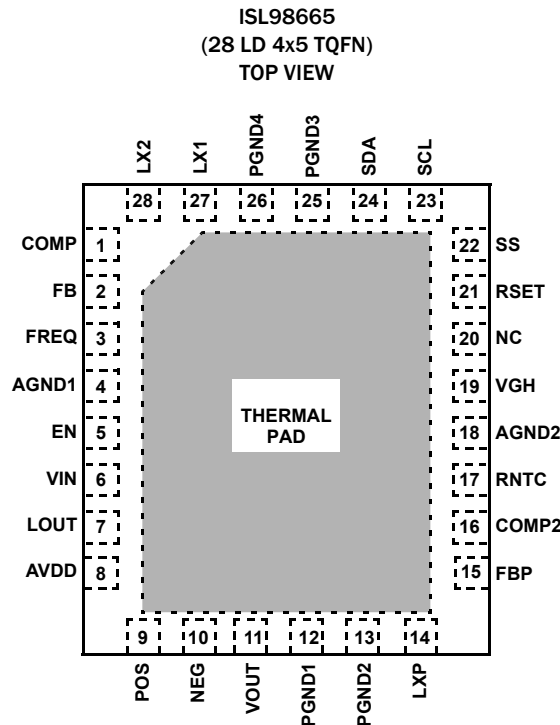 ISL98665
(28 LD 4x5 TQFN)
TOP VIEW
LX2 LX1 PGND4 PGND3 SDA SCL
28 27 26 25 24 23
COMP 1 22 SS
FB 2 21 RSET
FREQ 3 20 NC
AGND1 4 19 VGH
EN 5 18 AGND2
VIN 6 17 RNTC
LOUT 7 16 COMP2
AVDD 8 15 FBP
THERMAL
PAD
9 10 11 12 13 14
POS NEG VOUT PGND1 PGND2 LXP